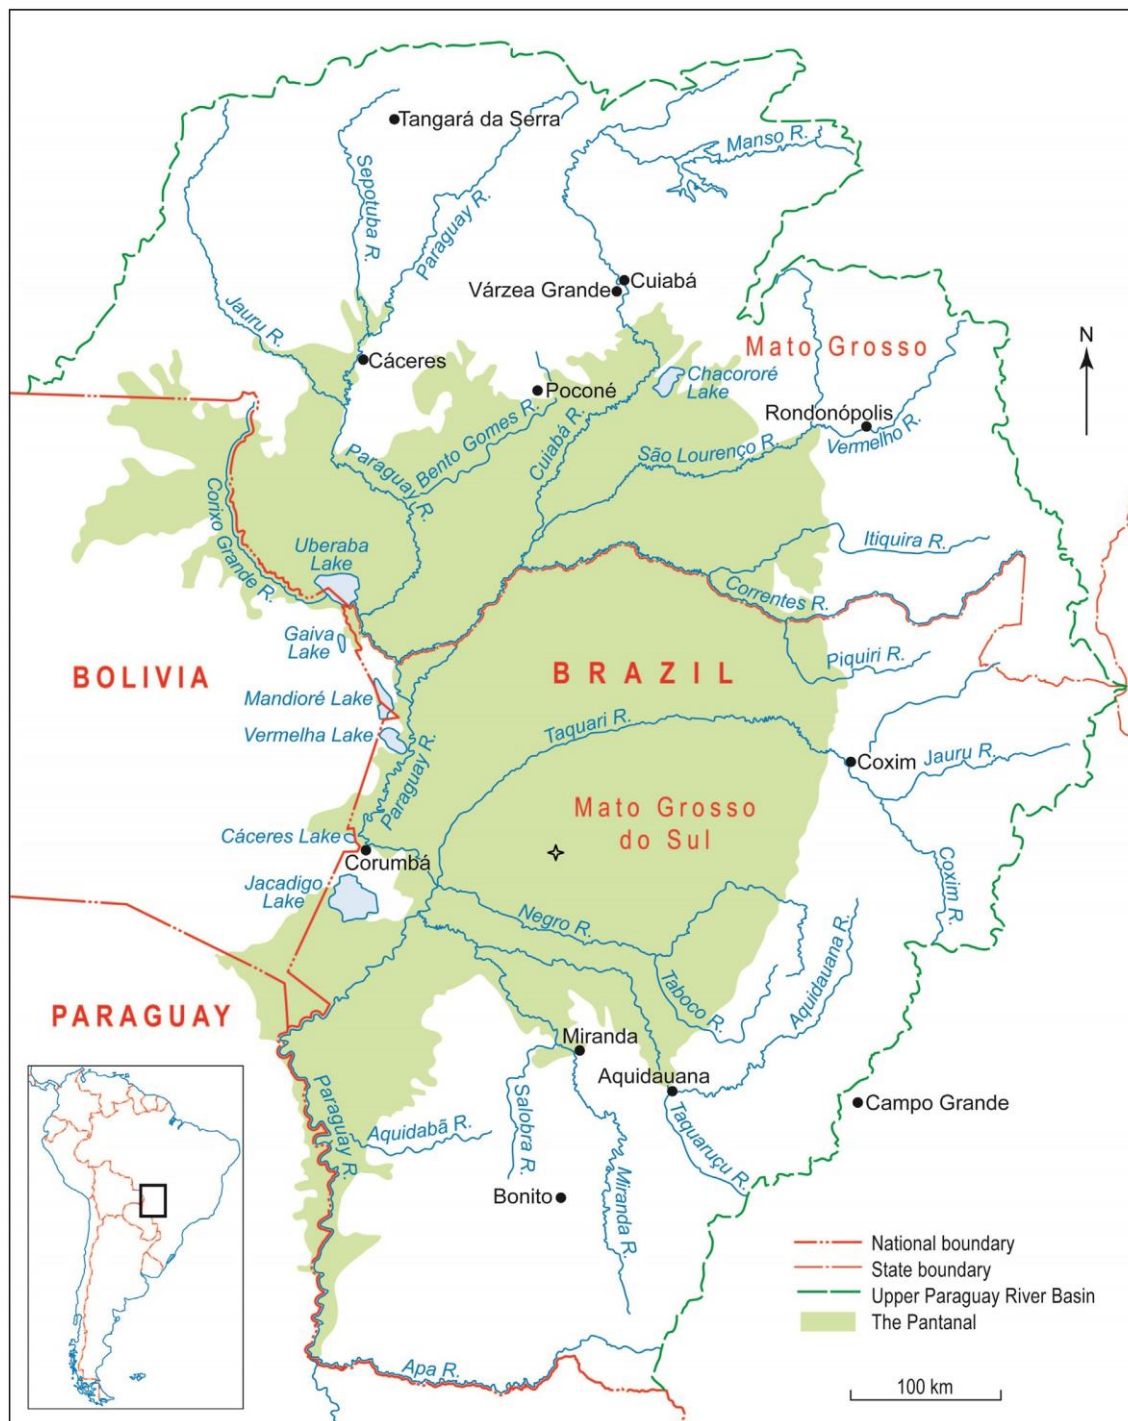 Tangará da Serra
Manso R.
Sepotuba R.
Paraguay R.
Cuiabá
Várzea Grande
Jauru R.
Mato Grosso
N
Cáceres
Chacororé
Lake
Poconé
Rondonópolis
Bento Gomes R.
Cuiabá R.
Vermelho R.
São Lourenço R.
Paraguay R.
Corixo Grande R.
Uberaba
Lake
Itiquira R.
Correntes R.
Gaiva
Lake
BOLIVIA
BRAZIL
Piquiri R.
Mandioré Lake
Vermelha Lake
Taquari R.
Paraguay R.
Coxim
Jauru R.
Mato Grosso
do Sul
Cáceres Lake
Corumbá
Jacadigo
Lake
Coxim R.
Negro R.
Aquidauana R.
Taboco R.
PARAGUAY
Miranda
Aquidauana
Campo Grande
Paraguay R.
Aquidabã R.
Salobra R.
Taquaruçu R.
Bonito
Miranda R.
National boundary
State boundary
Upper Paraguay River Basin
The Pantanal
Apa R.
100 km